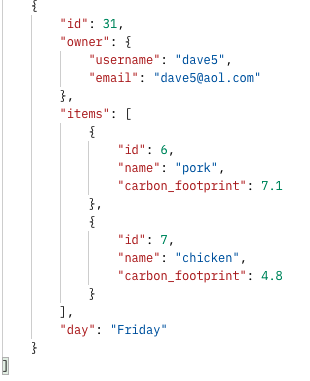 {
"id": 31,
"owner": {
"username": "dave5",
"email": "dave5@aol.com"
},
"items": [
{
"id": 6,
"name": "pork",
"carbon_footprint": 7.1
},
{
"id": 7,
"name": "chicken",
"carbon_footprint": 4.8
}
],
"day": "Friday"
}
]